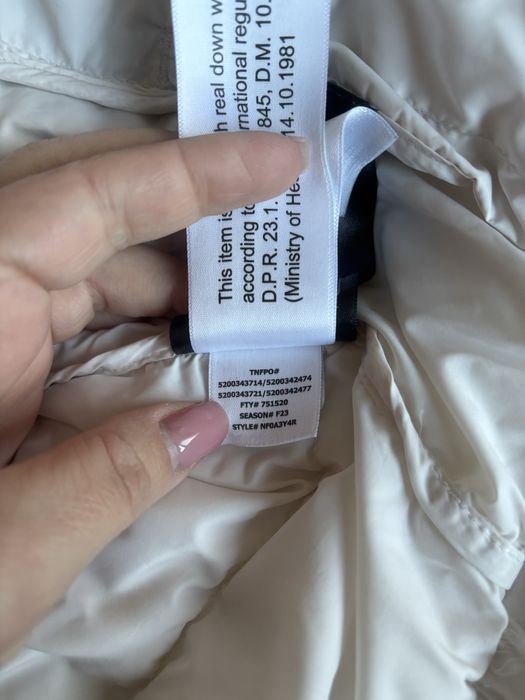 This item is h real down w
according to rnational regu
D.P.R. 23.1. 845, D.M. 10.
(Ministry of He 14.10.1981
TNFPO#
5200343714/5200342474
5200343721/5200342477
FTY# 751520
SEASON# F23
STYLE# NF0A3Y4R